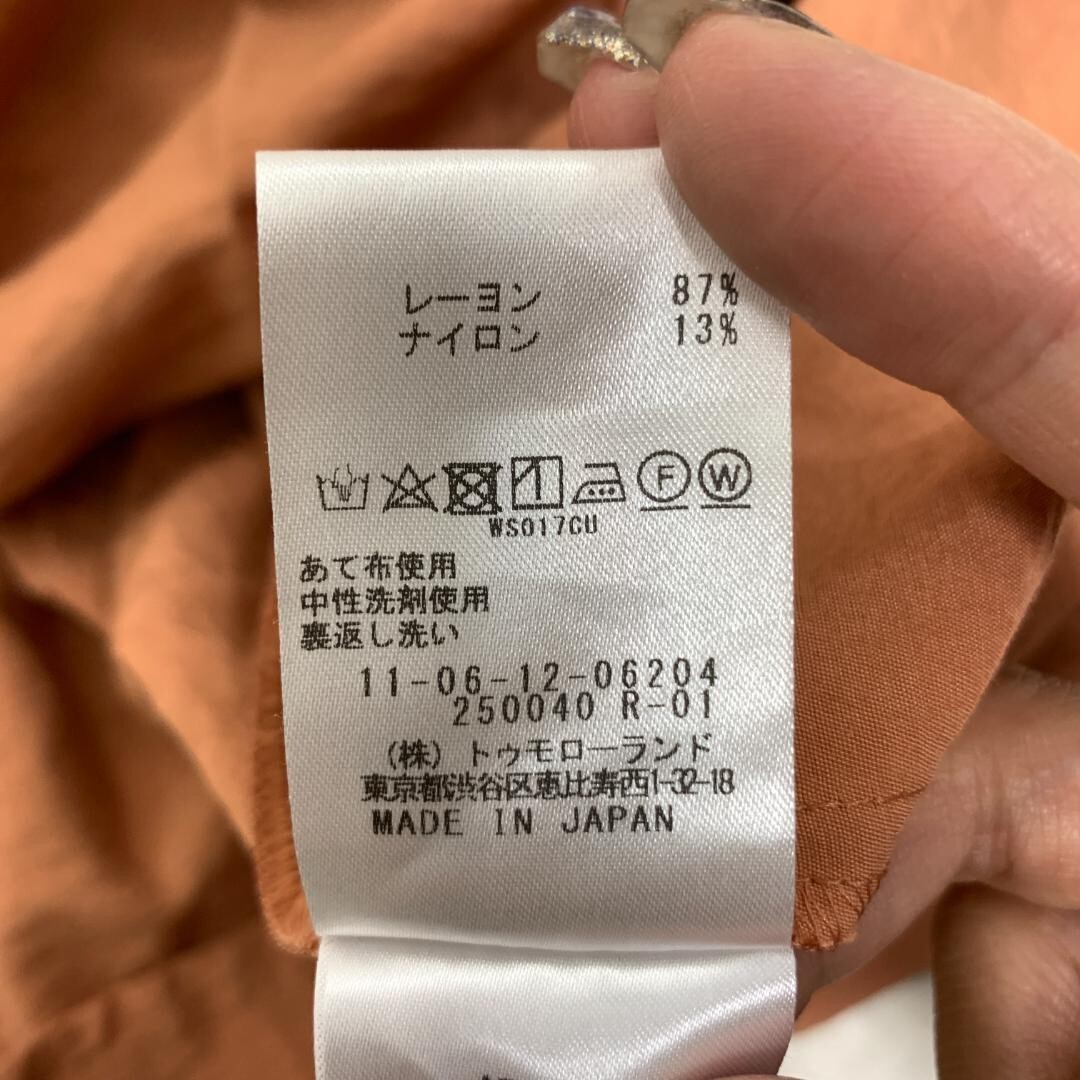 レーヨン 87%
ナイロン 13%
F W
WS017CU
あて布使用
中性洗剤使用
裏返し洗い
11-06-12-06204
250040 R-01
(株) トゥモローランド
東京都渋谷区恵比寿西1-32-18
MADE IN JAPAN